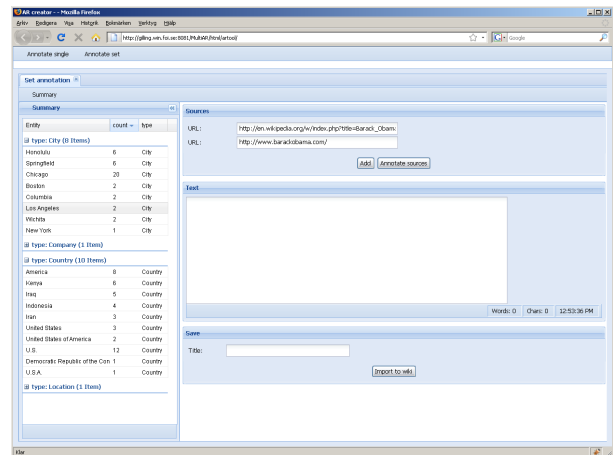 AR creator - - Mozilla Firefox
Arkiv Redigera Visa Historik Bokmärken Verktyg Hjälp
http://gilling.win.foi.se:8081/MultiAR/html/artool/
Google
Annotate single Annotate set
Set annotation
Summary
Summary
Entity count type
type: City (8 Items)
Honolulu 6 City
Springfield 6 City
Chicago 20 City
Boston 2 City
Columbia 2 City
Los Angeles 2 City
Wichita 2 City
New York 1 City
type: Company (1 Item)
type: Country (10 Items)
America 8 Country
Kenya 6 Country
Iraq 5 Country
Indonesia 4 Country
Iran 3 Country
United States 3 Country
United States of America 2 Country
U.S. 12 Country
Democratic Republic of the Con 1 Country
U.S.A. 1 Country
type: Location (1 Item)
Sources
URL: http://en.wikipedia.org/w/index.php?title=Barack_Obama
URL: http://www.barackobama.com/
Add Annotate sources
Text
Words: 0 Chars: 0 12:53:36 PM
Save
Title:
Import to wiki
Klar